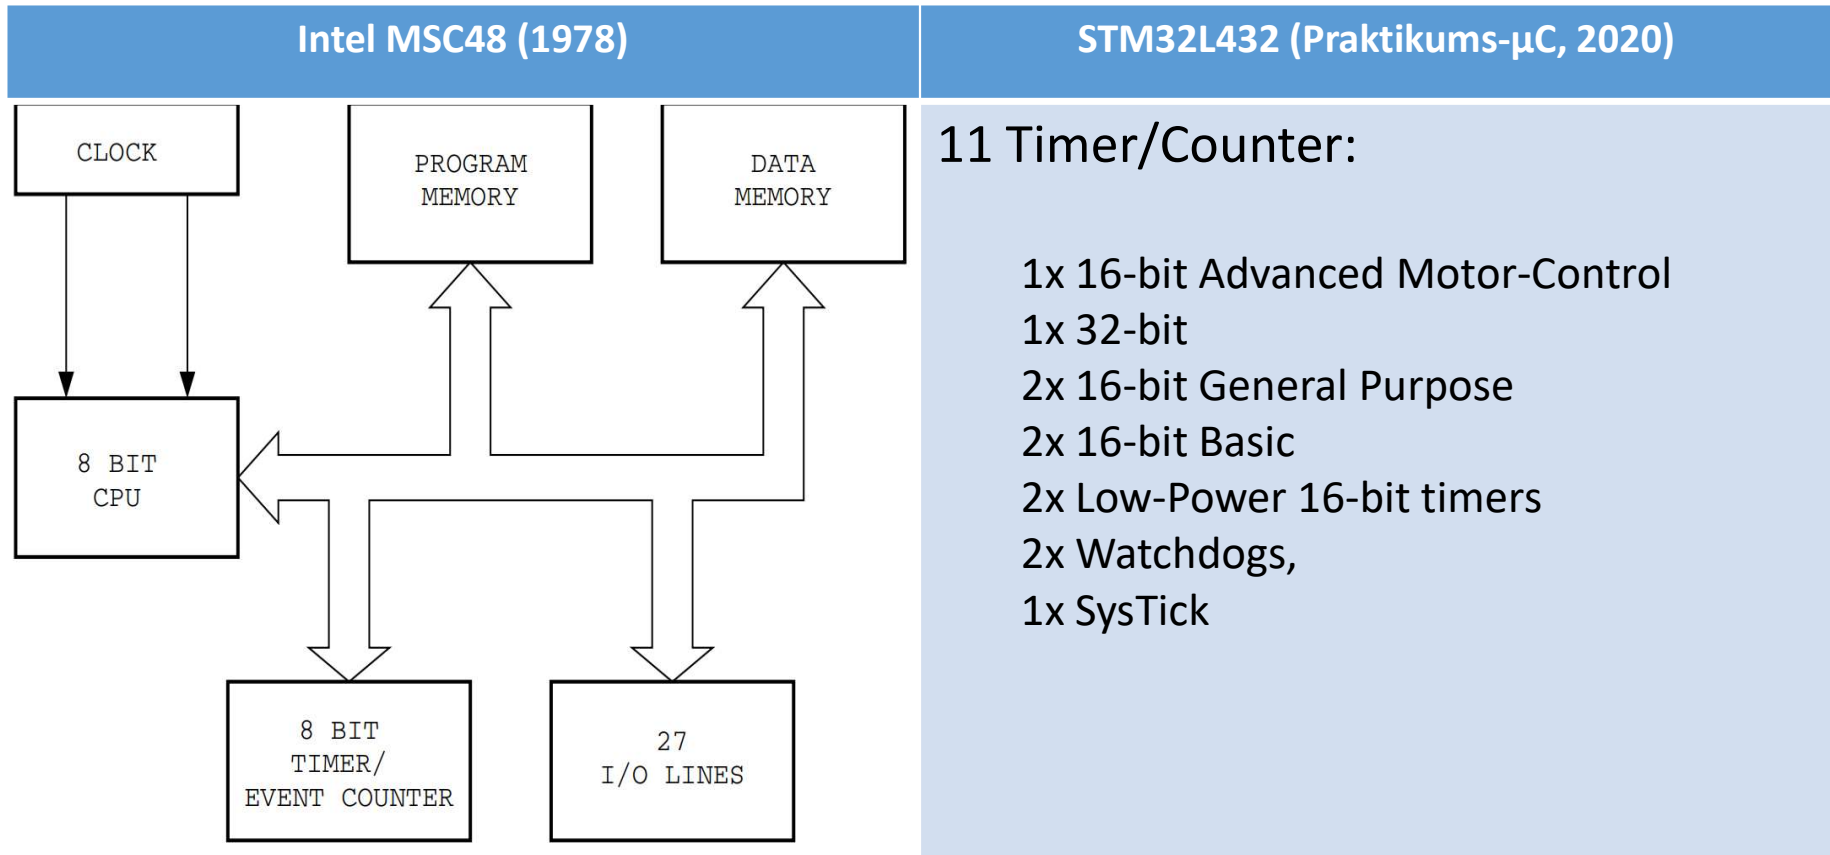 Intel MSC48 (1978)
STM32L432 (Praktikums-µC, 2020)
CLOCK
PROGRAM
MEMORY
DATA
MEMORY
8 BIT
CPU
8 BIT
TIMER/
EVENT COUNTER
27
I/O LINES
11 Timer/Counter:
1x 16-bit Advanced Motor-Control
1x 32-bit
2x 16-bit General Purpose
2x 16-bit Basic
2x Low-Power 16-bit timers
2x Watchdogs,
1x SysTick